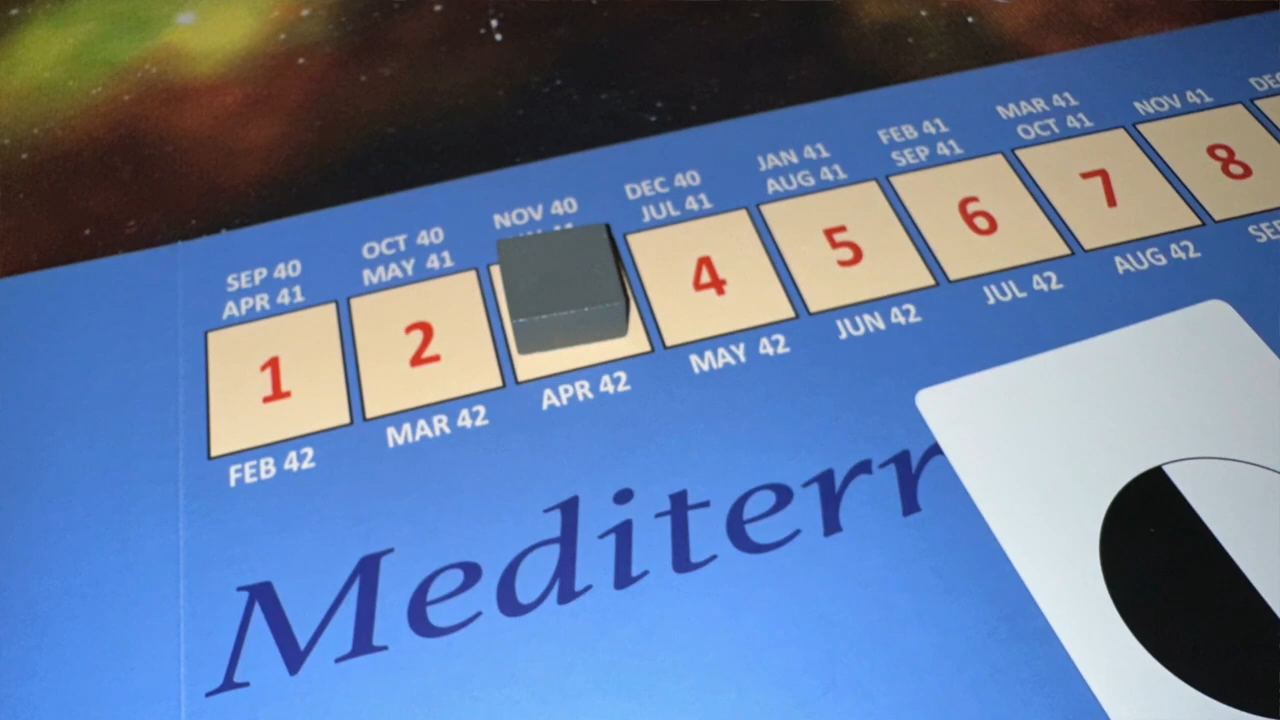 SEP 40
APR 41
1
FEB 42
OCT 40
MAY 41
2
MAR 42
NOV 40
APR 42
DEC 40
JUL 41
4
MAY 42
JAN 41
AUG 41
5
JUN 42
FEB 41
SEP 41
6
JUL 42
MAR 41
OCT 41
7
AUG 42
NOV 41
8